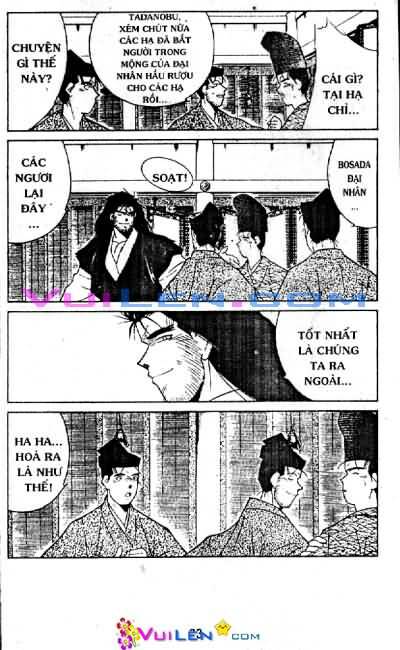 CHUYỆN
GÌ THẾ
NÀY?
TADANOBU,
XÉM CHÚT NỮA
CÁC HẠ ĐÃ BẮT
NGƯỜI TRONG
MỘNG CỦA ĐẠI
NHÂN HẦU RƯỢU
CHO CÁC HẠ
RỒI...
CÁI GÌ?
TẠI HẠ
CHỈ...
CÁC
NGƯƠI
LẠI
ĐÂY
...
SOẠT!
BOSADA
ĐẠI
NHÂN
...
VUILEN.COM
TỐT NHẤT
LÀ CHÚNG
TA RA
NGOÀI...
HA HA...
HOÁ RA
LÀ NHƯ
THẾ!
VUILEN
.COM